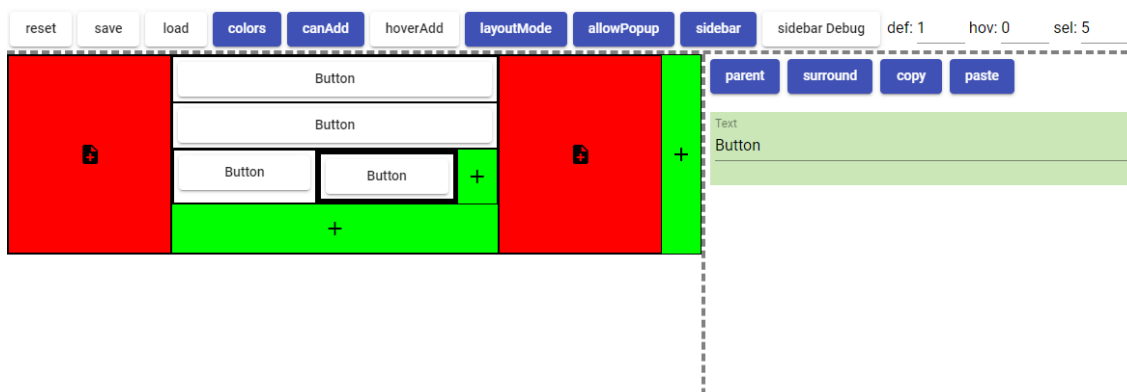 reset save load colors canAdd hoverAdd layoutMode allowPopup sidebar sidebar Debug def: 1 hov: 0 sel: 5
parent surround copy paste
Button
Button
Button Button +
+
+
Text
Button